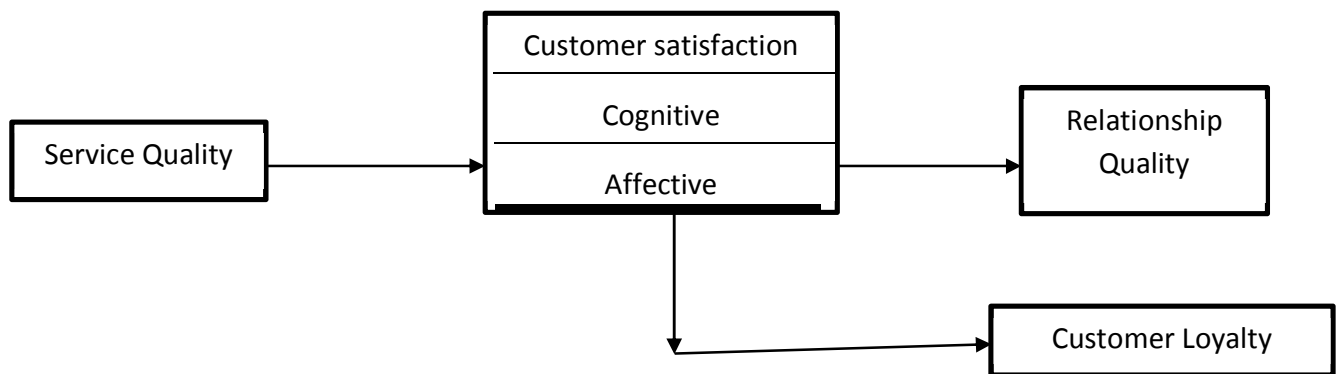 Customer satisfaction
Cognitive
Affective
Service Quality
Relationship
Quality
Customer Loyalty